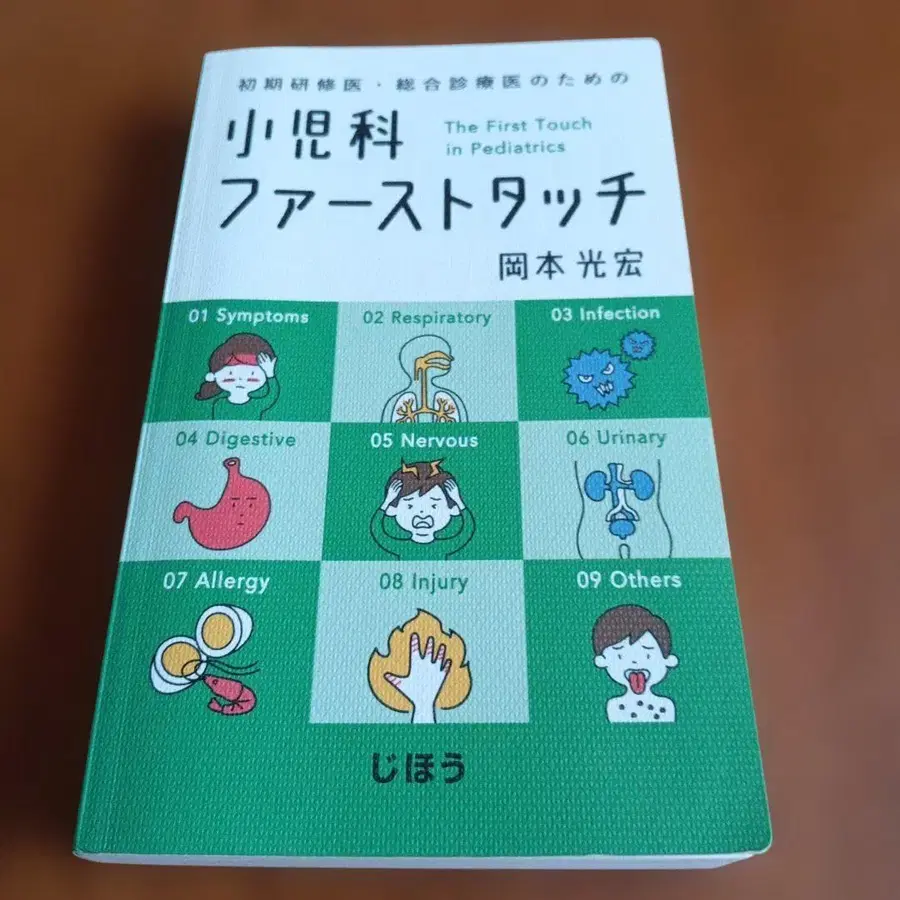 初期研修医・総合診療医のための
小児科
The First Touch
in Pediatrics
ファーストタッチ
岡本光宏
01 Symptoms
02 Respiratory
03 Infection
04 Digestive
05 Nervous
06 Urinary
07 Allergy
08 Injury
09 Others
じほう